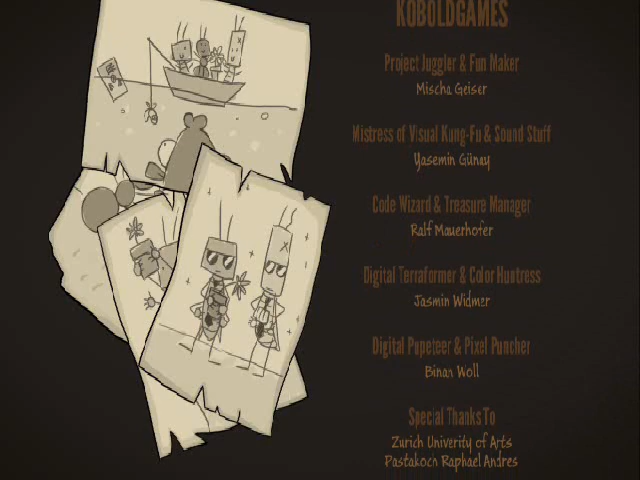 KOBOLDGAMES
Project Juggler & Fun Maker
Mischa Geiser
Mistress of Visual Kung-Fu & Sound Stuff
Yasemin Günay
Code Wizard & Treasure Manager
Ralf Mauerhofer
Digital Terraformer & Color Huntress
Jasmin Widmer
Digital Pupeteer & Pixel Puncher
Binan Woll
Special Thanks To
Zurich Univerity of Arts
Pastakoch Raphael Andres